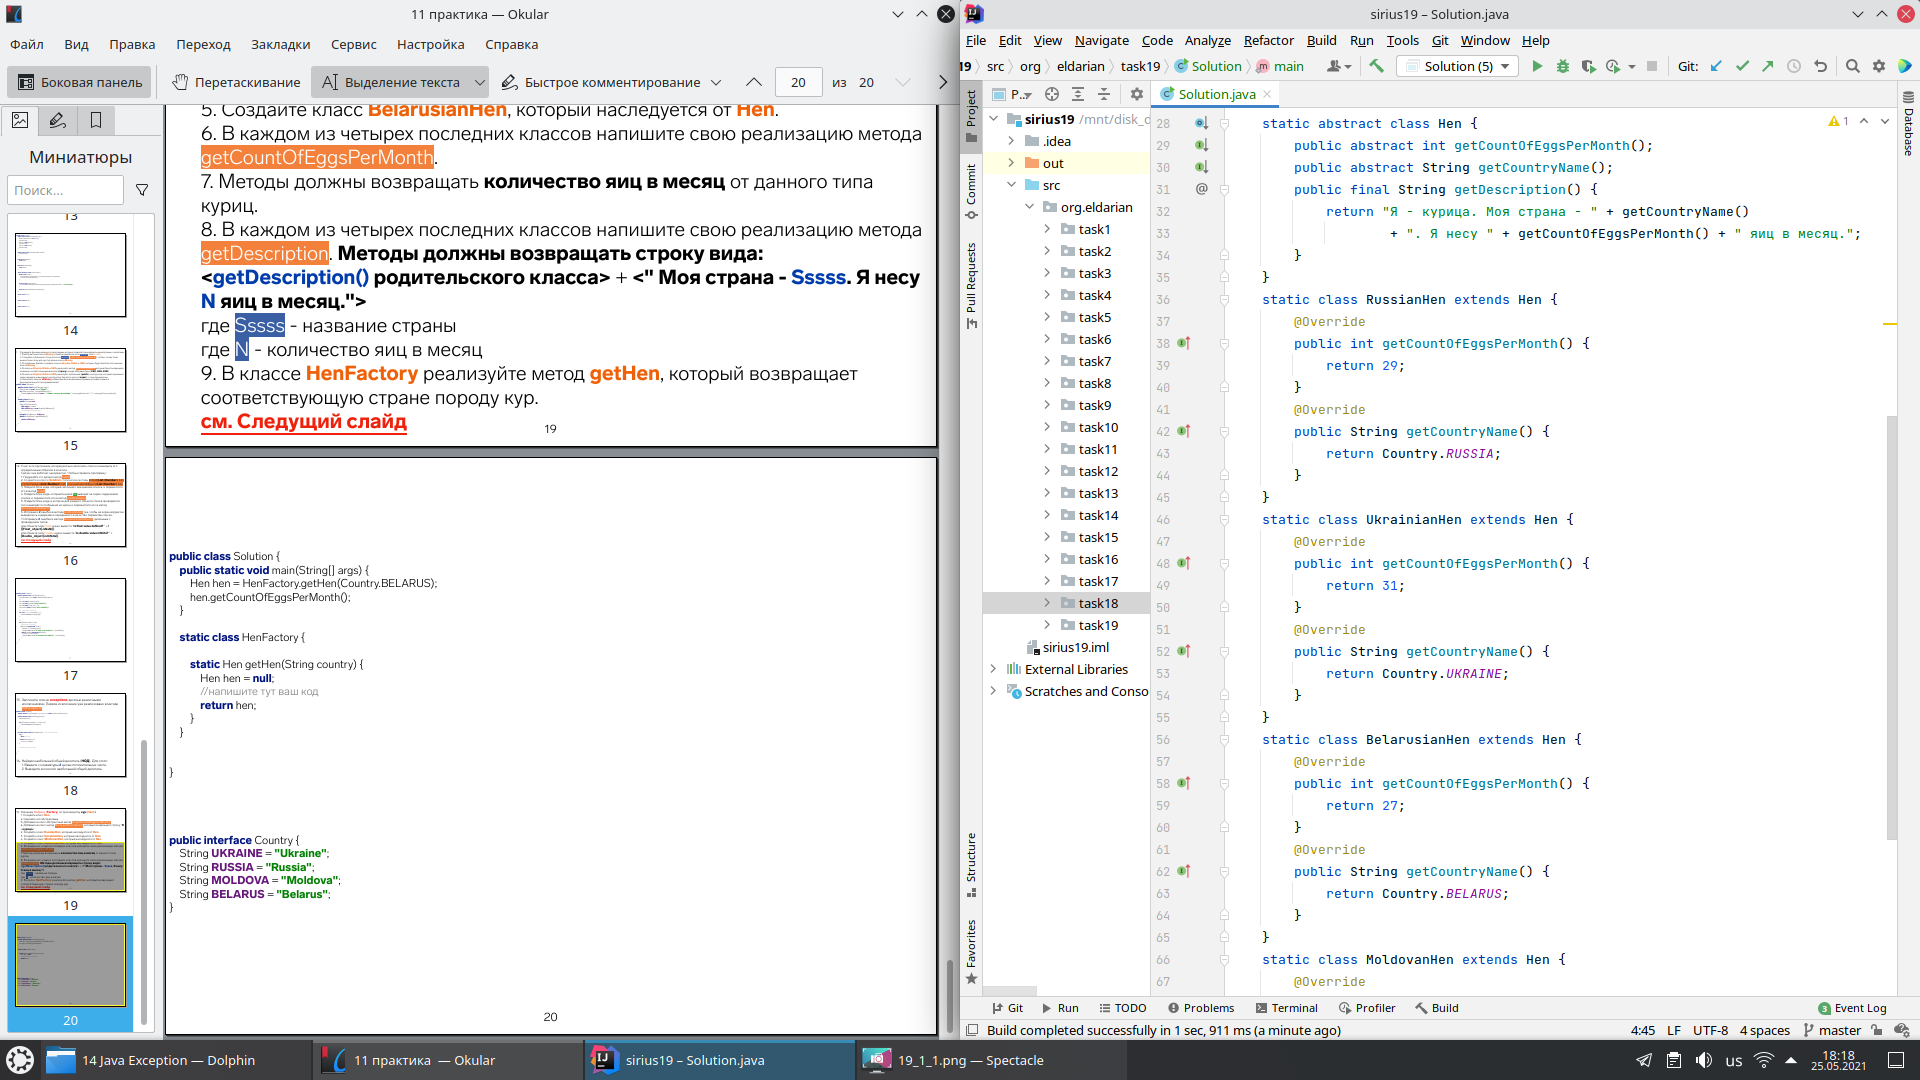 11 практика — Okular
Файл Вид Правка Переход Закладки Сервис Настройка Справка
Боковая панель Перетаскивание Выделение текста Быстрое комментирование 20 из 20
Миниатюры
Поиск...
13
14
15
16
17
18
19
20
5. Создайте класс BelarusianHen, который наследуется от Hen.
6. В каждом из четырех последних классов напишите свою реализацию метода
getCountOfEggsPerMonth.
7. Методы должны возвращать количество яиц в месяц от данного типа
куриц.
8. В каждом из четырех последних классов напишите свою реализацию метода
getDescription. Методы должны возвращать строку вида:
<getDescription() родительского класса> + <" Моя страна - Sssss. Я несу
N яиц в месяц.">
где Sssss - название страны
где N - количество яиц в месяц
9. В классе HenFactory реализуйте метод getHen, который возвращает
соответствующую стране породу кур.
см. Следущий слайд
19
public class Solution {
public static void main(String[] args) {
Hen hen = HenFactory.getHen(Country.BELARUS);
hen.getCountOfEggsPerMonth();
}
static class HenFactory {
static Hen getHen(String country) {
Hen hen = null;
//напишите тут ваш код
return hen;
}
}
}
public interface Country {
String UKRAINE = "Ukraine";
String RUSSIA = "Russia";
String MOLDOVA = "Moldova";
String BELARUS = "Belarus";
}
20
sirius19 – Solution.java
File Edit View Navigate Code Analyze Refactor Build Run Tools Git Window Help
19 src org eldarian task19 Solution main Solution (5) Git:
Project
Commit
Pull Requests
Structure
Favorites
P..
Solution.java
Database
sirius19 /mnt/disk_d
.idea
out
src
org.eldarian
task1
task2
task3
task4
task5
task6
task7
task8
task9
task10
task11
task12
task13
task14
task15
task16
task17
task18
task19
sirius19.iml
External Libraries
Scratches and Conso
1
28 static abstract class Hen {
29 public abstract int getCountOfEggsPerMonth();
30 public abstract String getCountryName();
31 @ public final String getDescription() {
32 return "Я - курица. Моя страна - " + getCountryName()
33 + ". Я несу " + getCountOfEggsPerMonth() + " яиц в месяц.";
34 }
35 }
36 static class RussianHen extends Hen {
37 @Override
38 public int getCountOfEggsPerMonth() {
39 return 29;
40 }
41 @Override
42 public String getCountryName() {
43 return Country.RUSSIA;
44 }
45 }
46 static class UkrainianHen extends Hen {
47 @Override
48 public int getCountOfEggsPerMonth() {
49 return 31;
50 }
51 @Override
52 public String getCountryName() {
53 return Country.UKRAINE;
54 }
55 }
56 static class BelarusianHen extends Hen {
57 @Override
58 public int getCountOfEggsPerMonth() {
59 return 27;
60 }
61 @Override
62 public String getCountryName() {
63 return Country.BELARUS;
64 }
65 }
66 static class MoldovanHen extends Hen {
67 @Override
Git Run TODO Problems Terminal Profiler Build 3 Event Log
Build completed successfully in 1 sec, 911 ms (a minute ago) 4:45 LF UTF-8 4 spaces master
14 Java Exception — Dolphin 11 практика — Okular sirius19 – Solution.java 19_1_1.png — Spectacle us 18:18
25.05.2021